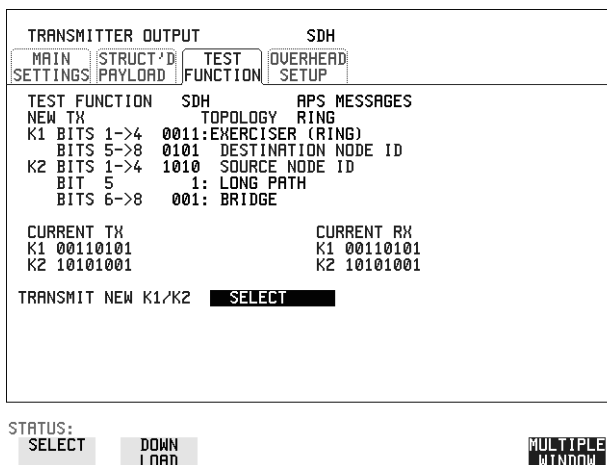 TRANSMITTER OUTPUT SDH
MAIN SETTINGS STRUCT'D PAYLOAD TEST FUNCTION OVERHEAD SETUP
TEST FUNCTION SDH APS MESSAGES
NEW TX TOPOLOGY RING
K1 BITS 1->4 0011:EXERCISER (RING)
BITS 5->8 0101 DESTINATION NODE ID
K2 BITS 1->4 1010 SOURCE NODE ID
BIT 5 1: LONG PATH
BITS 6->8 001: BRIDGE
CURRENT TX CURRENT RX
K1 00110101 K1 00110101
K2 10101001 K2 10101001
TRANSMIT NEW K1/K2 SELECT
STATUS:
SELECT DOWN LOAD MULTIPLE WINDOW